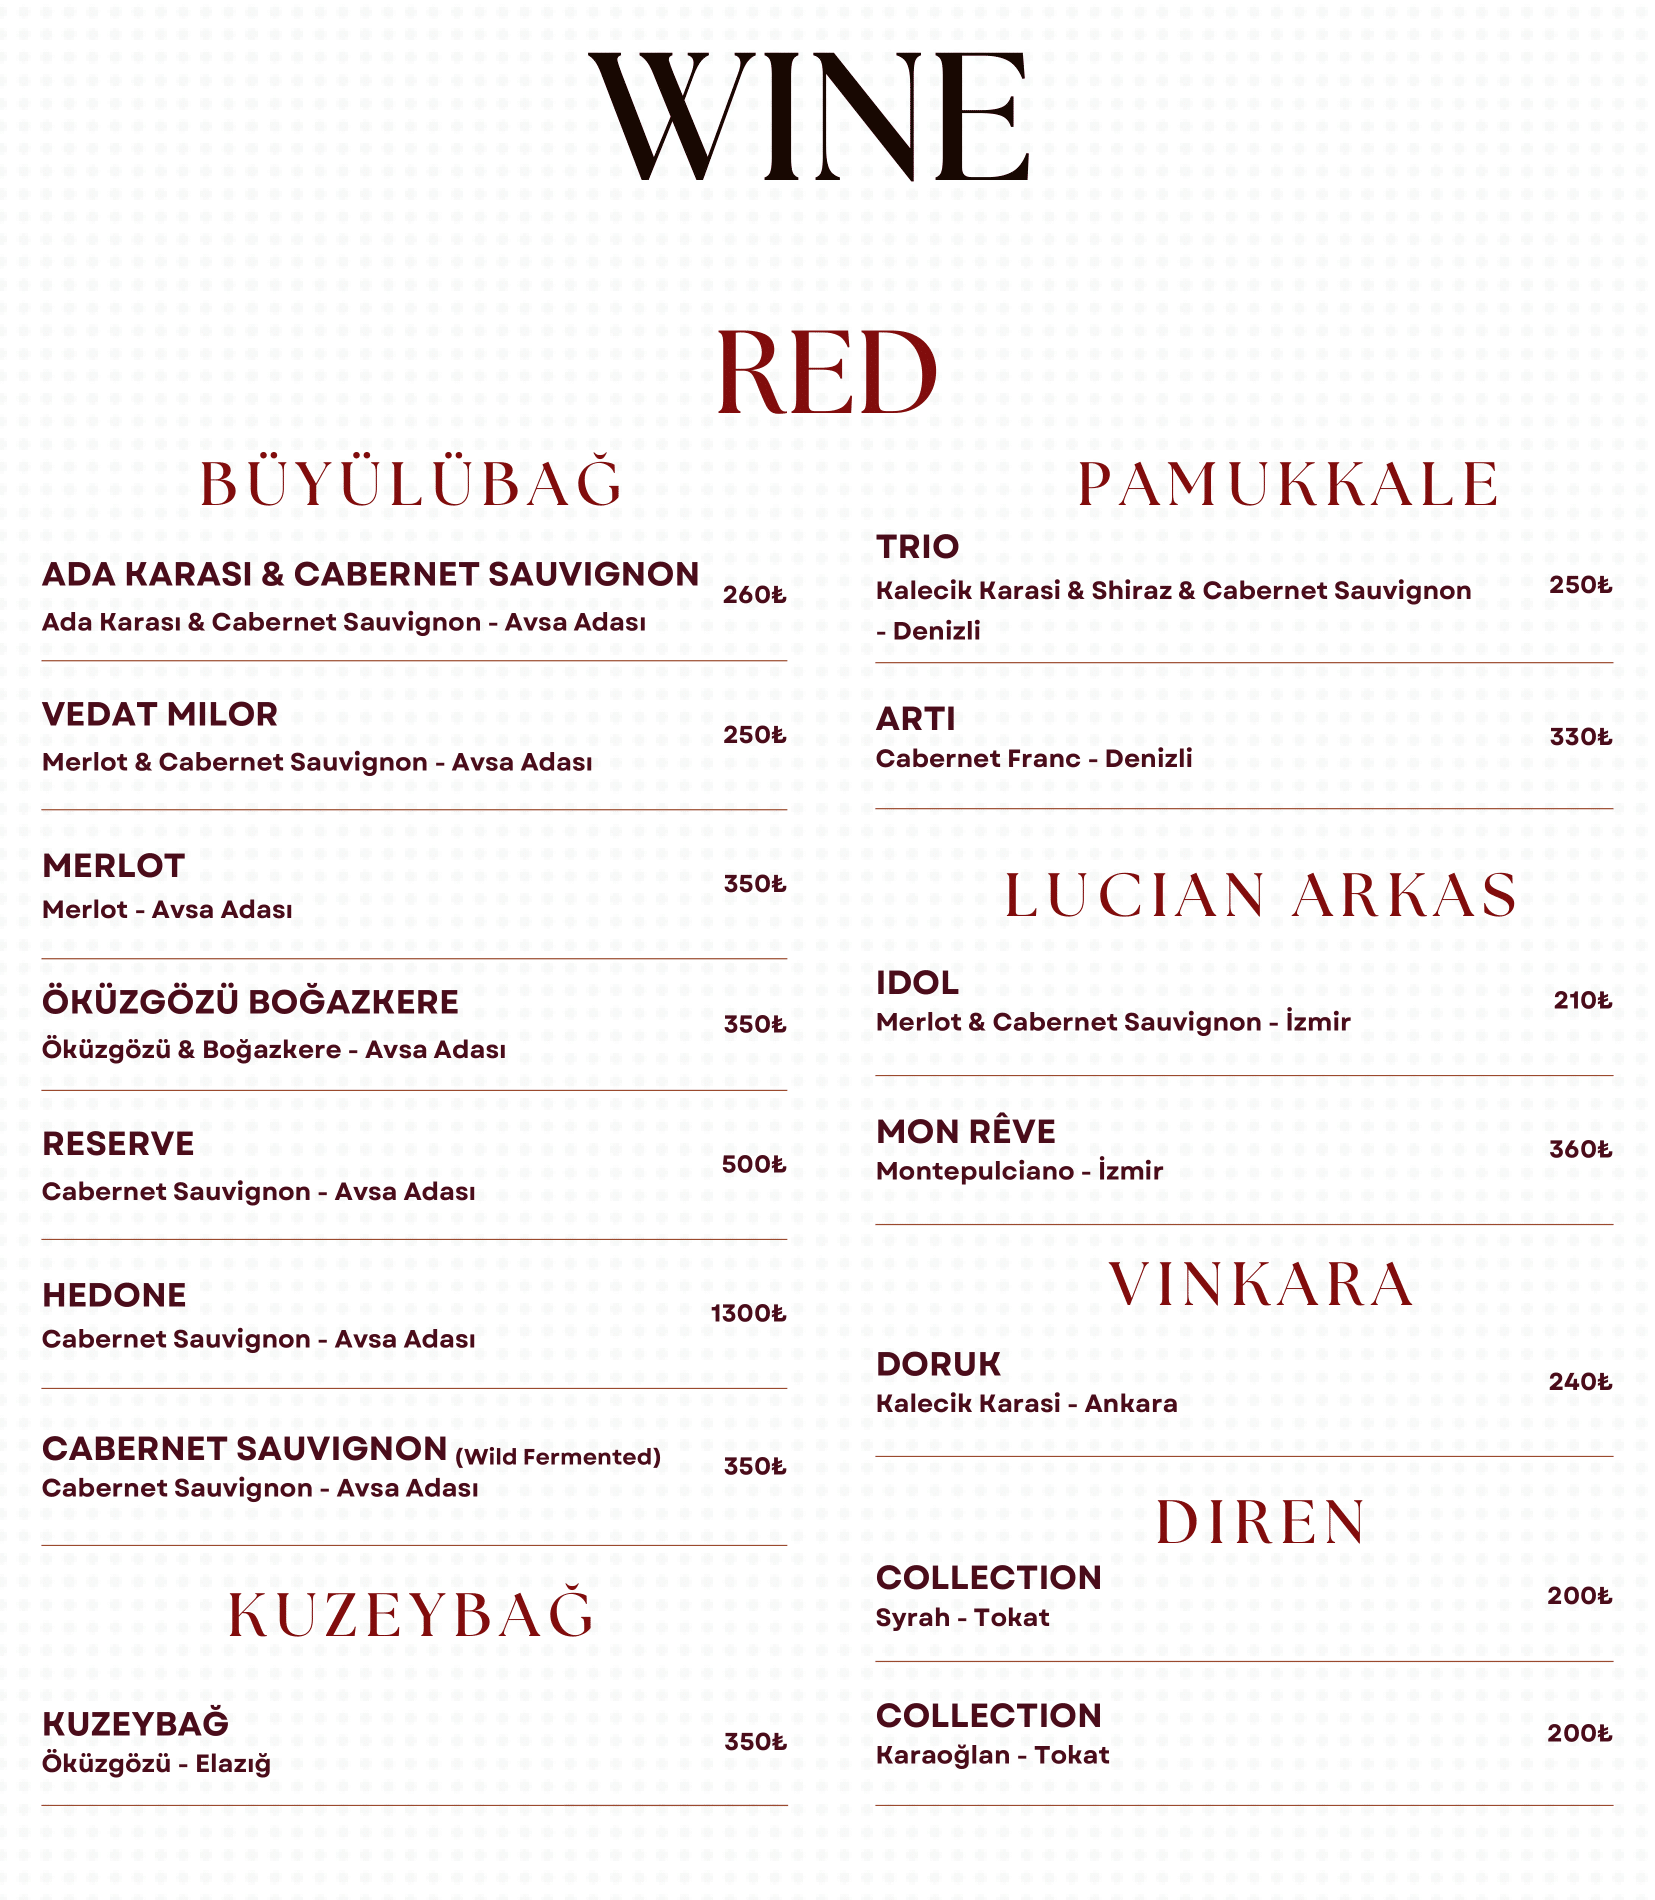 WINE
RED
BÜYÜLÜBAĞ
ADA KARASI & CABERNET SAUVIGNON
260₺
Ada Karası & Cabernet Sauvignon - Avsa Adası
VEDAT MILOR
250₺
Merlot & Cabernet Sauvignon - Avsa Adası
MERLOT
350₺
Merlot - Avsa Adası
ÖKÜZGÖZÜ BOĞAZKERE
350₺
Öküzgözü & Boğazkere - Avsa Adası
RESERVE
500₺
Cabernet Sauvignon - Avsa Adası
HEDONE
1300₺
Cabernet Sauvignon - Avsa Adası
CABERNET SAUVIGNON (Wild Fermented)
350₺
Cabernet Sauvignon - Avsa Adası
KUZEYBAĞ
KUZEYBAĞ
350₺
Öküzgözü - Elazığ
PAMUKKALE
TRIO
Kalecik Karasi & Shiraz & Cabernet Sauvignon
250₺
- Denizli
ARTI
330₺
Cabernet Franc - Denizli
LUCIAN ARKAS
IDOL
210₺
Merlot & Cabernet Sauvignon - İzmir
MON RÊVE
360₺
Montepulciano - İzmir
VINKARA
DORUK
240₺
Kalecik Karasi - Ankara
DIREN
COLLECTION
200₺
Syrah - Tokat
COLLECTION
200₺
Karaoğlan - Tokat